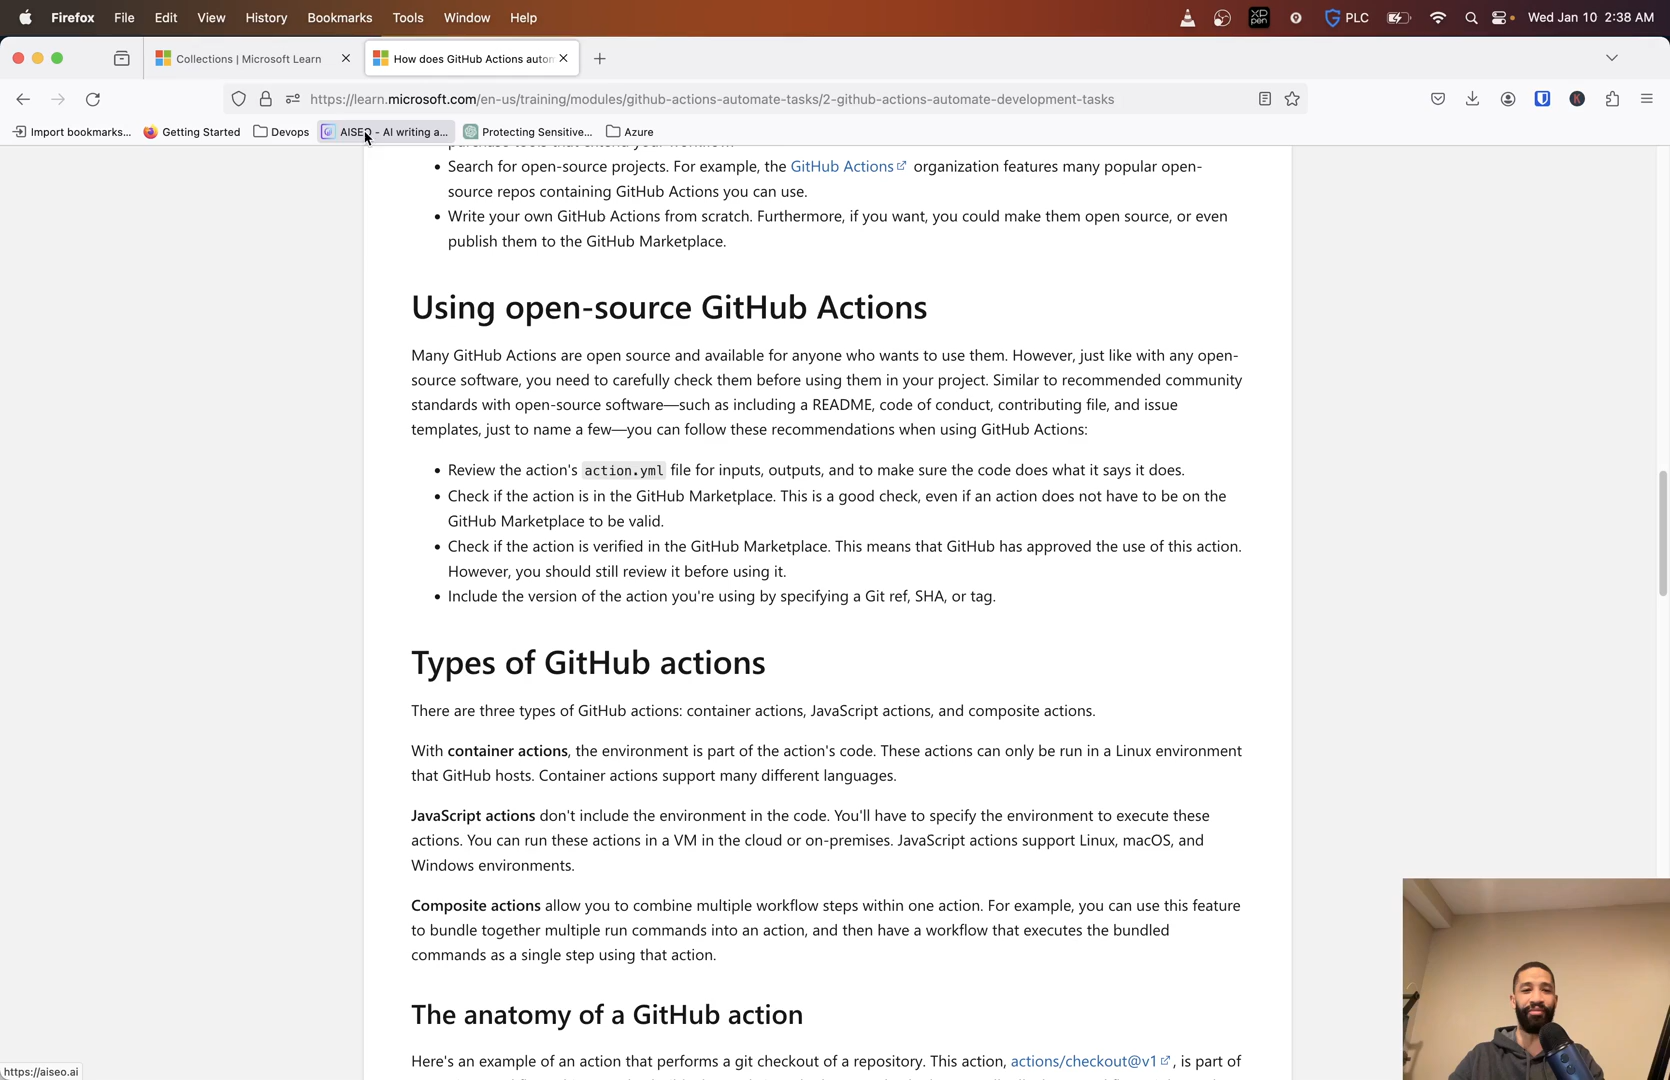 Firefox File Edit View History Bookmarks Tools Window Help PLC Wed Jan 10 2:38 AM
Collections | Microsoft Learn How does GitHub Actions autom
https://learn.microsoft.com/en-us/training/modules/github-actions-automate-tasks/2-github-actions-automate-development-tasks
Import bookmarks... Getting Started Devops AISEO - AI writing a... Protecting Sensitive... Azure
• Search for open-source projects. For example, the GitHub Actions organization features many popular open-
source repos containing GitHub Actions you can use.
• Write your own GitHub Actions from scratch. Furthermore, if you want, you could make them open source, or even
publish them to the GitHub Marketplace.
Using open-source GitHub Actions
Many GitHub Actions are open source and available for anyone who wants to use them. However, just like with any open-
source software, you need to carefully check them before using them in your project. Similar to recommended community
standards with open-source software—such as including a README, code of conduct, contributing file, and issue
templates, just to name a few—you can follow these recommendations when using GitHub Actions:
• Review the action's action.yml file for inputs, outputs, and to make sure the code does what it says it does.
• Check if the action is in the GitHub Marketplace. This is a good check, even if an action does not have to be on the
GitHub Marketplace to be valid.
• Check if the action is verified in the GitHub Marketplace. This means that GitHub has approved the use of this action.
However, you should still review it before using it.
• Include the version of the action you're using by specifying a Git ref, SHA, or tag.
Types of GitHub actions
There are three types of GitHub actions: container actions, JavaScript actions, and composite actions.
With container actions, the environment is part of the action's code. These actions can only be run in a Linux environment
that GitHub hosts. Container actions support many different languages.
JavaScript actions don't include the environment in the code. You'll have to specify the environment to execute these
actions. You can run these actions in a VM in the cloud or on-premises. JavaScript actions support Linux, macOS, and
Windows environments.
Composite actions allow you to combine multiple workflow steps within one action. For example, you can use this feature
to bundle together multiple run commands into an action, and then have a workflow that executes the bundled
commands as a single step using that action.
The anatomy of a GitHub action
Here's an example of an action that performs a git checkout of a repository. This action, actions/checkout@v1, is part of
https://aiseo.ai